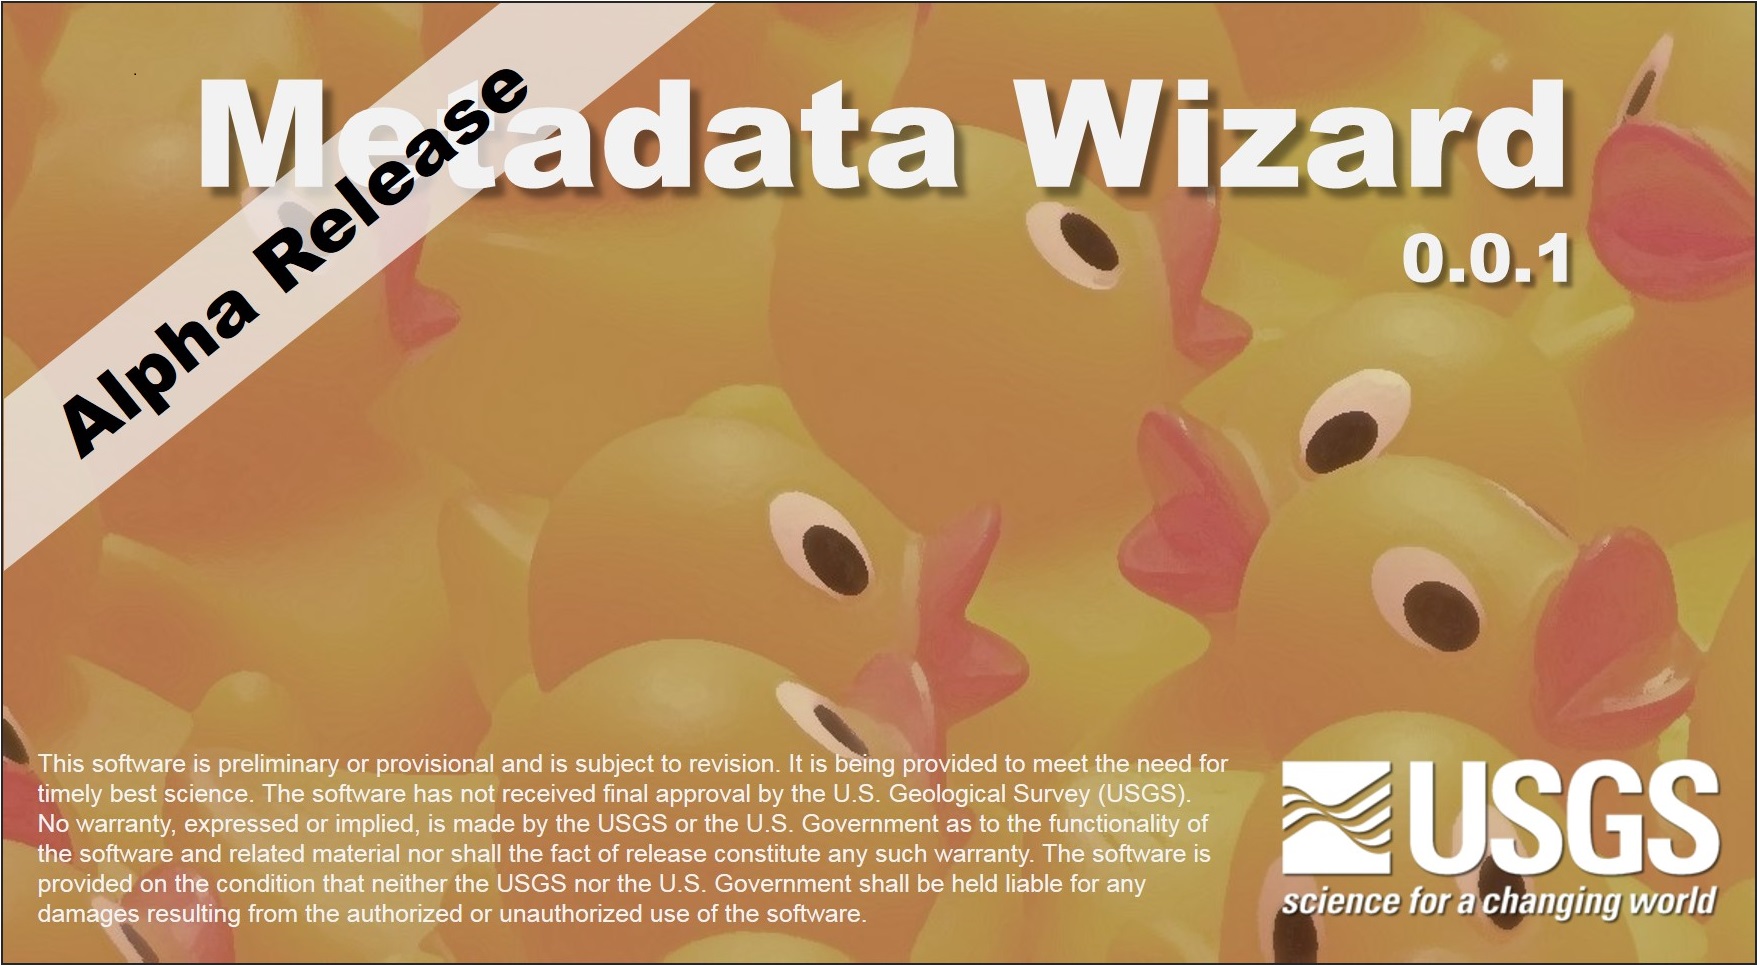 Metadata Wizard
Alpha Release
0.0.1
This software is preliminary or provisional and is subject to revision. It is being provided to meet the need for
timely best science. The software has not received final approval by the U.S. Geological Survey (USGS).
No warranty, expressed or implied, is made by the USGS or the U.S. Government as to the functionality of
the software and related material nor shall the fact of release constitute any such warranty. The software is
provided on the condition that neither the USGS nor the U.S. Government shall be held liable for any
damages resulting from the authorized or unauthorized use of the software.
USGS
science for a changing world